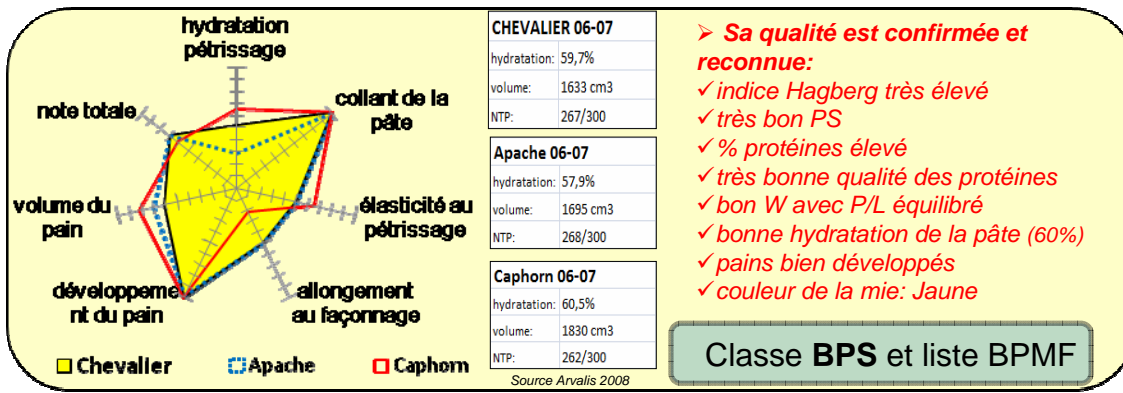 hydratation
pétrissage
note totale
collant de la
pâte
volume du
pain
élasticité au
pétrissage
développeme
nt du pain
allongement
au façonnage
Chevalier Apache Caphorn
CHEVALIER 06-07
hydratation: 59,7%
volume: 1633 cm3
NTP: 267/300
Apache 06-07
hydratation: 57,9%
volume: 1695 cm3
NTP: 268/300
Caphorn 06-07
hydratation: 60,5%
volume: 1830 cm3
NTP: 262/300
Source Arvalis 2008
➢ Sa qualité est confirmée et
reconnue:
✓indice Hagberg très élevé
✓très bon PS
✓% protéines élevé
✓très bonne qualité des protéines
✓bon W avec P/L équilibré
✓bonne hydratation de la pâte (60%)
✓pains bien développés
✓couleur de la mie: Jaune
Classe BPS et liste BPMF